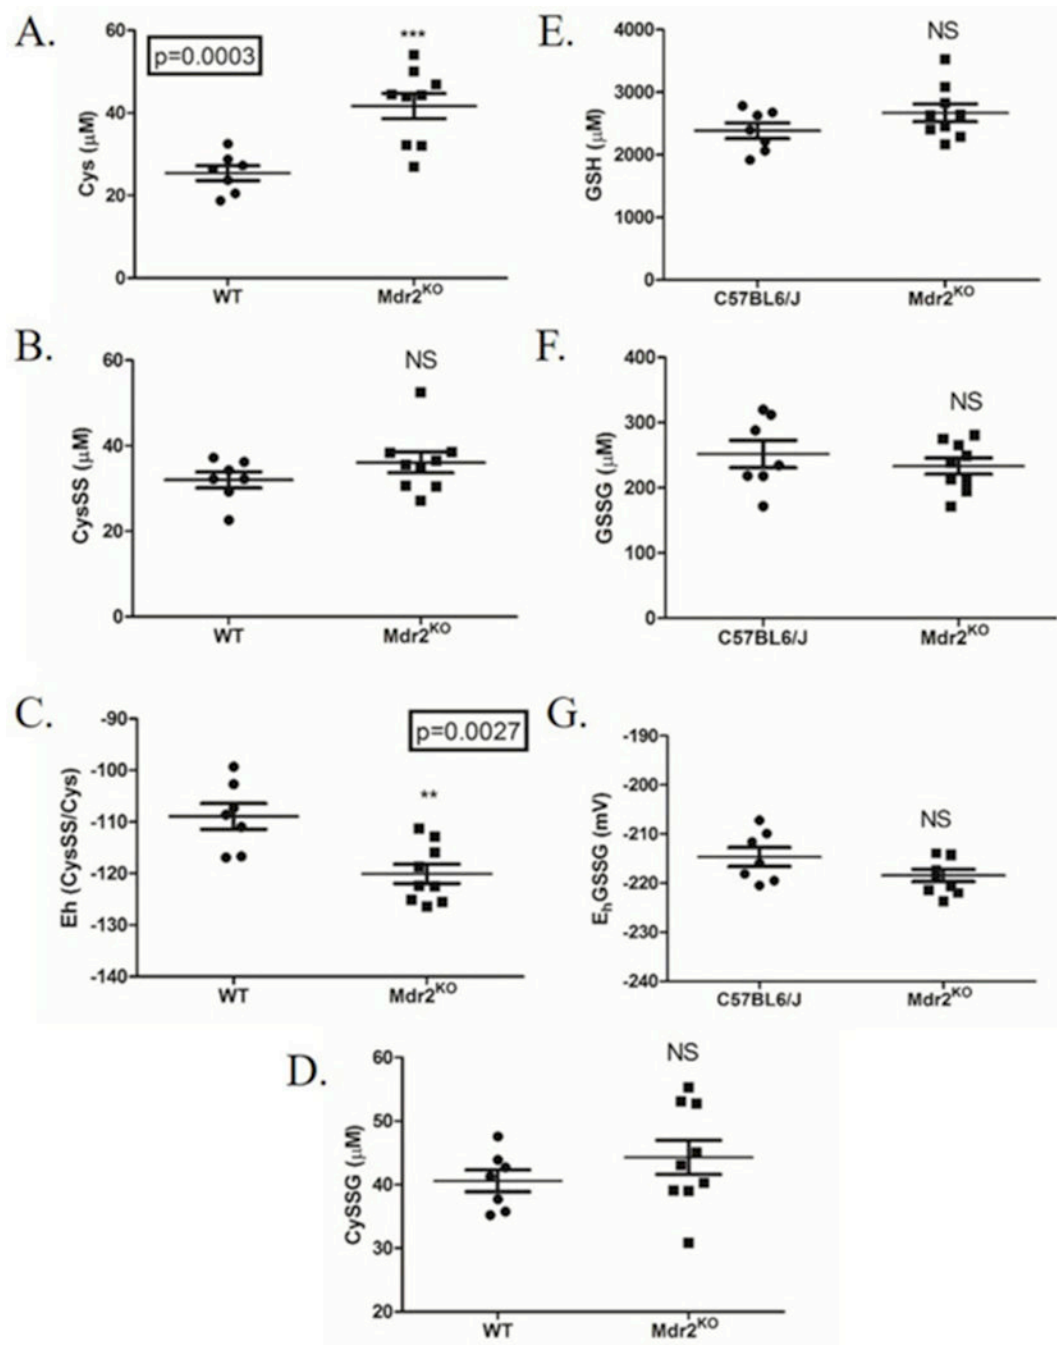 A.
60
40
20
0
Cys (μM)
p=0.0003
***
WT
Mdr2KO
E.
4000
3000
2000
1000
0
GSH (μM)
NS
C57BL6/J
Mdr2KO
B.
60
40
20
0
CysSS (μM)
NS
WT
Mdr2KO
F.
400
300
200
100
0
GSSG (μM)
NS
C57BL6/J
Mdr2KO
C.
-90
-100
-110
-120
-130
-140
Eh (CysSS/Cys)
p=0.0027
**
WT
Mdr2KO
G.
-190
-200
-210
-220
-230
-240
EhGSSG (mV)
NS
C57BL6/J
Mdr2KO
D.
60
50
40
30
20
CySSG (μM)
NS
WT
Mdr2KO